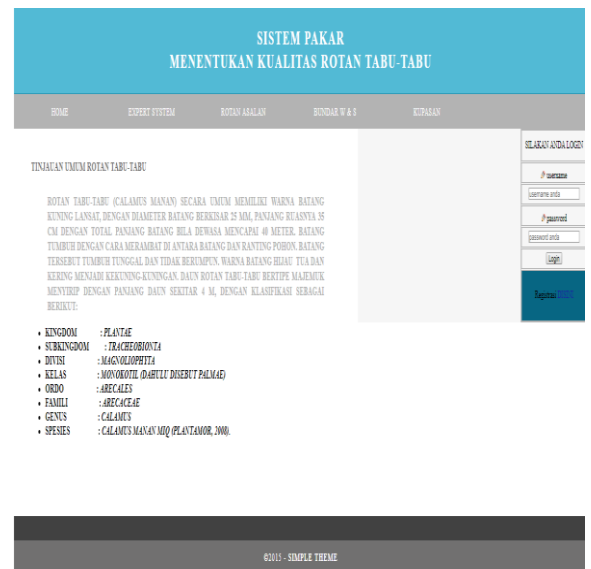 SISTEM PAKAR
MENENTUKAN KUALITAS ROTAN TABU-TABU
HOME EXPERT SYSTEM ROTAN ASALAN BUNDAR W & S KUPASAN
TINJAUAN UMUM ROTAN TABU-TABU
ROTAN TABU-TABU (CALAMUS MANAN) SECARA UMUM MEMILIKI WARNA BATANG
KUNING LANSAT, DENGAN DIAMETER BATANG BERKISAR 25 MM, PANJANG RUASNYA 35
CM DENGAN TOTAL PANJANG BATANG BILA DEWASA MENCAPAI 40 METER. BATANG
TUMBUH DENGAN CARA MERAMBAT DI ANTARA BATANG DAN RANTING POHON. BATANG
TERSEBUT TUMBUH TUNGGAL DAN TIDAK BERUMPUN. WARNA BATANG HIJAU TUA DAN
KERING MENJADI KEKUNING-KUNINGAN. DAUN ROTAN TABU-TABU BERTIPE MAJEMUK
MENYIRIP DENGAN PANJANG DAUN SEKITAR 4 M, DENGAN KLASIFIKASI SEBAGAI
BERIKUT:
• KINGDOM : PLANTAE
• SUBKINGDOM : TRACHEOBIONTA
• DIVISI : MAGNOLIOPHYTA
• KELAS : MONOKOTIL (DAHULU DISEBUT PALMAE)
• ORDO : ARECALES
• FAMILI : ARECACEAE
• GENUS : CALAMUS
• SPESIES : CALAMUS MANAN MIQ (PLANTAMOR, 2008).
SILAKAN ANDA LOGIN
username
username anda
password
password anda
Login
Registrasi
©2015 - SIMPLE THEME